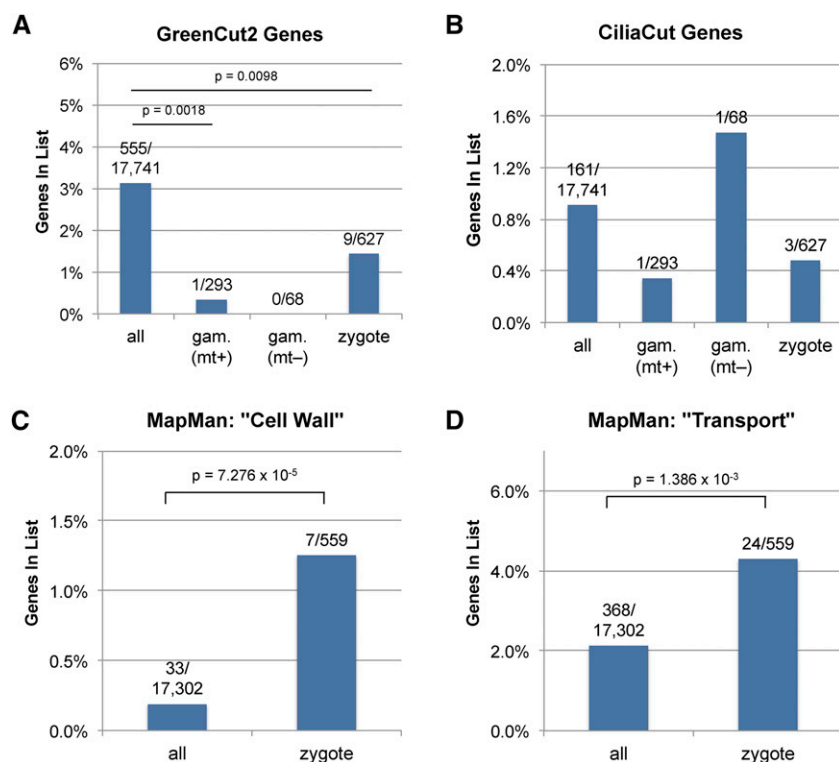 A
GreenCut2 Genes
6%
5%
4%
3%
2%
1%
0%
Genes In List
p = 0.0098
p = 0.0018
555/
17,741
1/293
0/68
9/627
all
gam.
(mt+)
gam.
(mt–)
zygote
B
CiliaCut Genes
2.0%
1.6%
1.2%
0.8%
0.4%
0.0%
Genes In List
161/
17,741
1/293
1/68
3/627
all
gam.
(mt+)
gam.
(mt–)
zygote
C
MapMan: "Cell Wall"
2.0%
1.5%
1.0%
0.5%
0.0%
Genes In List
p = 7.276 x 10-5
33/
17,302
7/559
all
zygote
D
MapMan: "Transport"
6.0%
4.0%
2.0%
0.0%
Genes In List
p = 1.386 x 10-3
368/
17,302
24/559
all
zygote